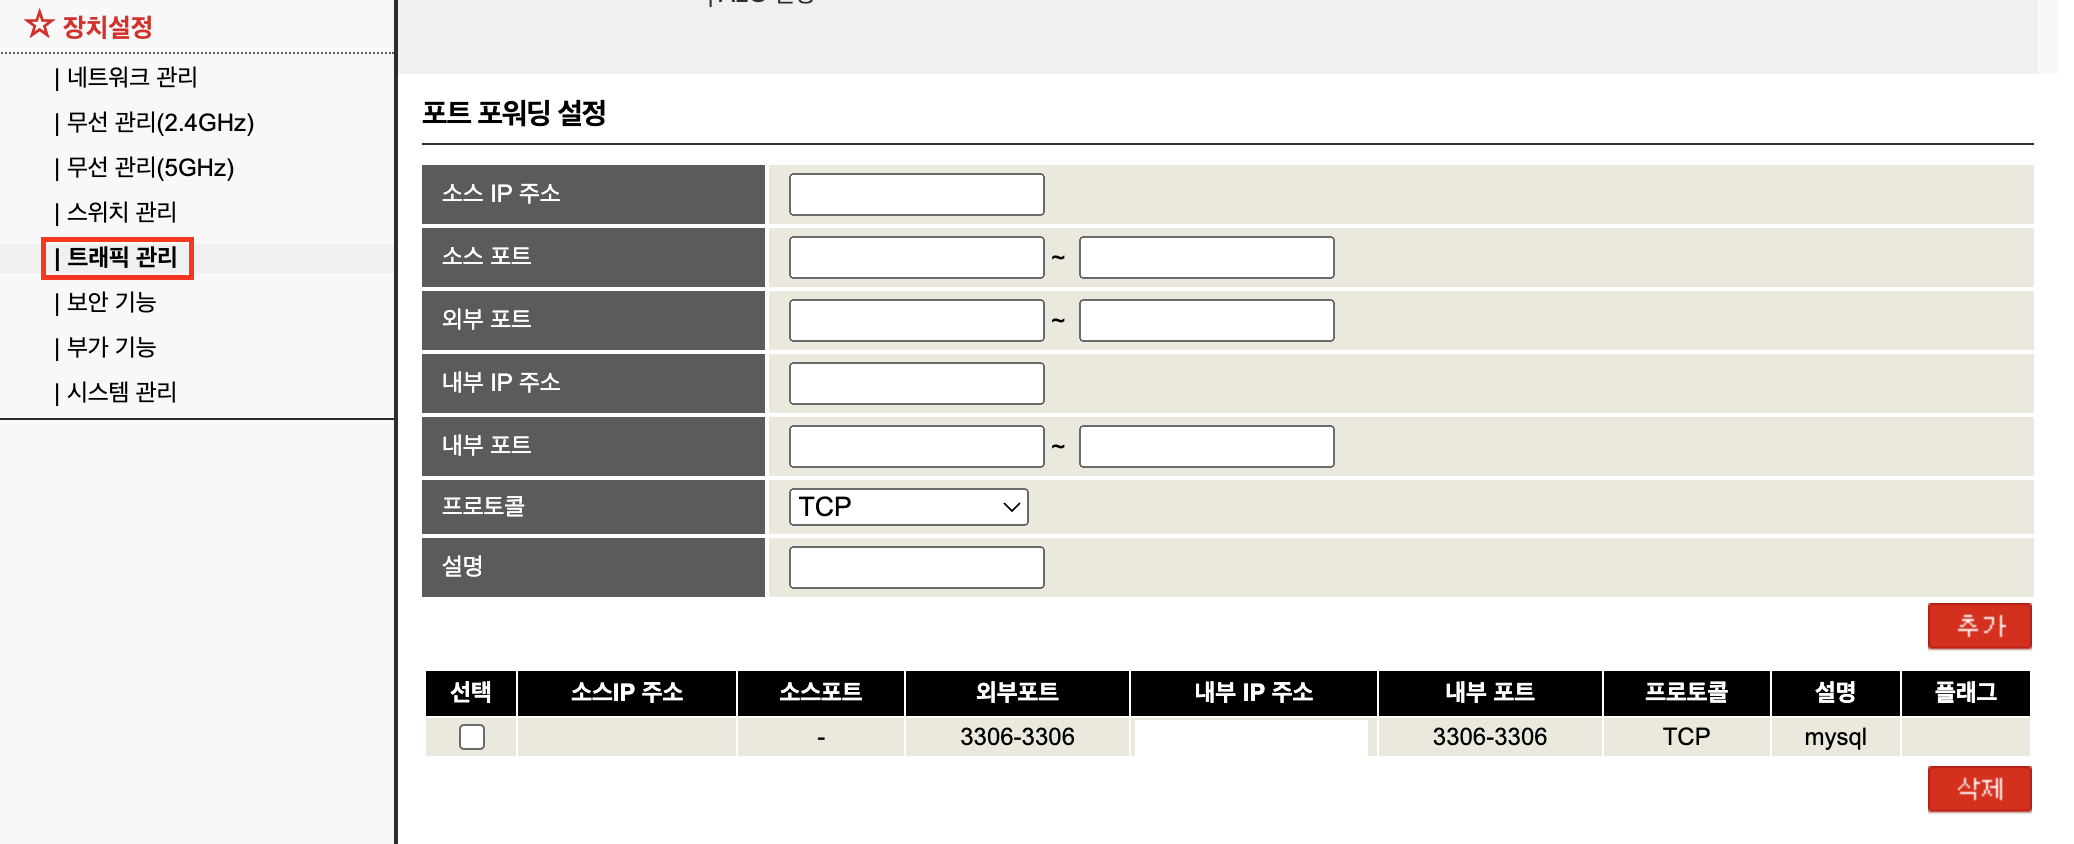 ☆ 장치설정
| 네트워크 관리
| 무선 관리(2.4GHz)
| 무선 관리(5GHz)
| 스위치 관리
| 트래픽 관리
| 보안 기능
| 부가 기능
| 시스템 관리
포트 포워딩 설정
소스 IP 주소
소스 포트 ~
외부 포트 ~
내부 IP 주소
내부 포트 ~
프로토콜 TCP
설명
추가
선택 소스IP 주소 소스포트 외부포트 내부 IP 주소 내부 포트 프로토콜 설명 플래그
- 3306-3306 3306-3306 TCP mysql
삭제